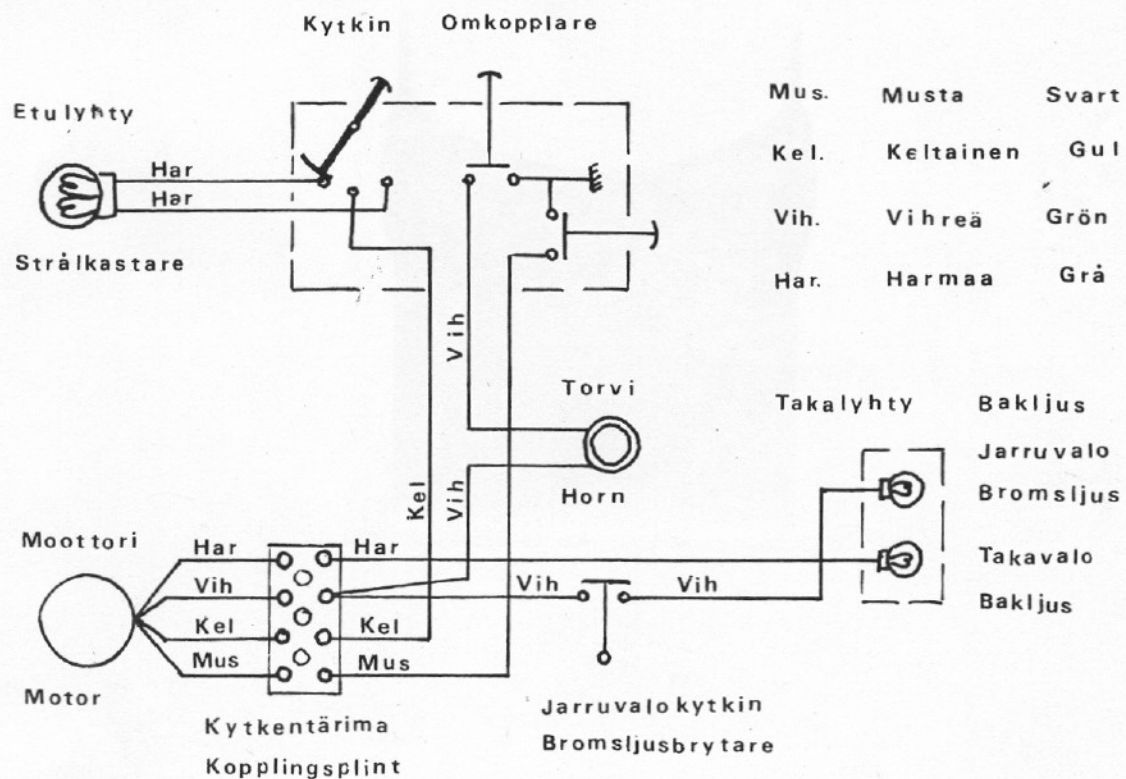 Kytkin Omkopplare
Etulyhty
Har
Har
Strålkastare
Mus. Musta Svart
Kel. Keltainen Gul
Vih. Vihreä Grön
Har. Harmaa Grå
Vih
Torvi
Horn
Kel
Vih
Takalyhty Bakljus
Jarruvalo
Bromsljus
Takavalo
Bakljus
Moottori
Motor
Har Har
Vih Vih Vih
Kel Kel
Mus Mus
Kytkentärima
Kopplingsplint
Jarruvalokytkin
Bromsljusbrytare